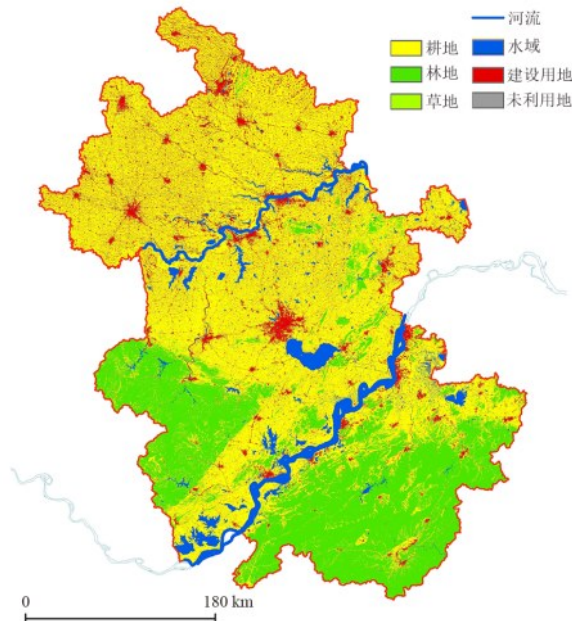 河流
耕地 水域
林地 建设用地
草地 未利用地
0 180 km